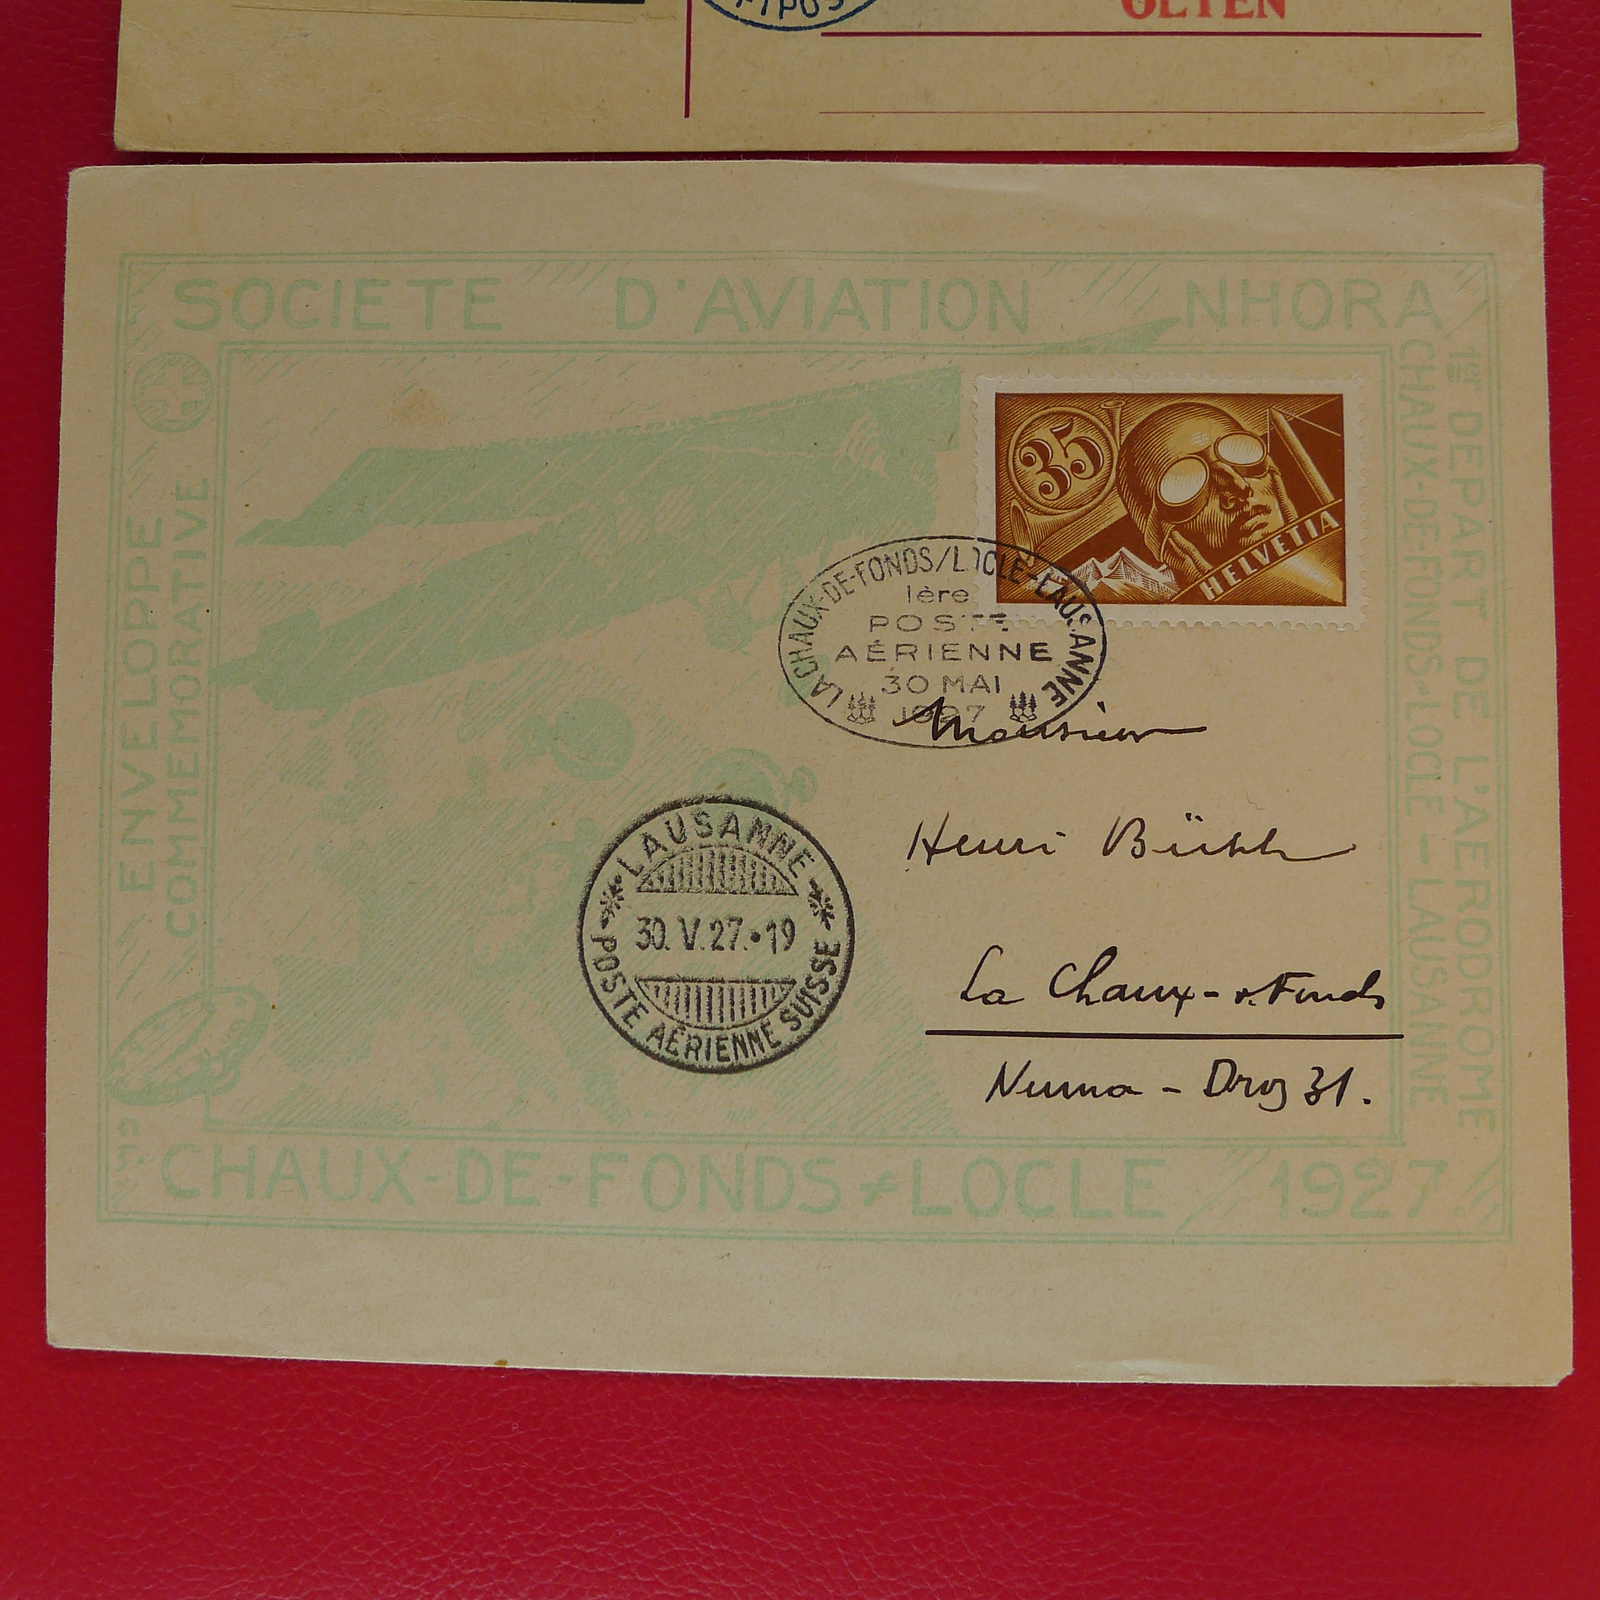 OLTEN
SOCIETE D'AVIATION NHORA
ENVELOPPE
COMMEMORATIVE
1er DEPART DE L'AERODROME
CHAUX-DE-FONDS-LOCLE-LAUSANNE
35
HELVETIA
LA CHAUX-DE-FONDS/LOCLE-LAUSANNE
1ère
POSTE
AÉRIENNE
30 MAI
1927
Monsieur
Henri
La Chaux-d.Fonds
Numa-Droz 31.
LAUSANNE
30.V.27.•19
POSTE AÉRIENNE SUISSE
CHAUX-DE-FONDS≠LOCLE / 1927